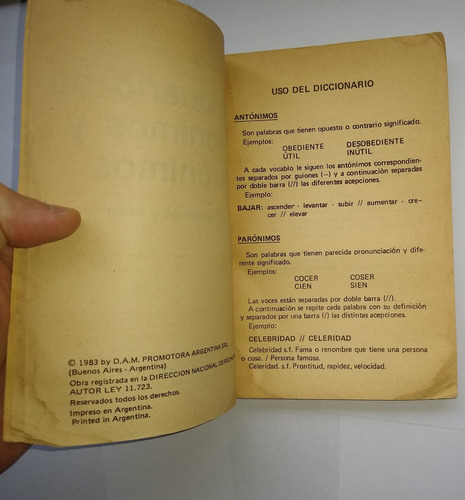 © 1983 by D.A.M. PROMOTORA ARGENTINA SRL
(Buenos Aires - Argentina)
Obra registrada en la DIRECCION NACIONAL
AUTOR LEY 11.723.
Reservados todos los derechos.
Impreso en Argentina.
Printed in Argentina.
USO DEL DICCIONARIO
ANTÓNIMOS
Son palabras que tienen opuesto o contrario significado.
Ejemplos:
OBEDIENTE DESOBEDIENTE
ÚTIL INÚTIL
A cada vocablo le siguen los antónimos correspondien-
tes separados por guiones (–) y a continuación separadas
por doble barra (//) las diferentes acepciones.
Ejemplo:
BAJAR: ascender - levantar - subir // aumentar - cre-
cer // elevar
PARÓNIMOS
Son palabras que tienen parecida pronunciación y dife-
rente significado.
Ejemplos:
COCER COSER
CIEN SIEN
Las voces están separadas por doble barra (//).
A continuación se repite cada palabra con su definición
y separados por una barra (/) las distintas acepciones.
Ejemplo:
CELEBRIDAD // CELERIDAD
Celebridad s.f. Fama o renombre que tiene una persona
o cosa. / Persona famosa.
Celeridad. s.f. Prontitud, rapidez, velocidad.